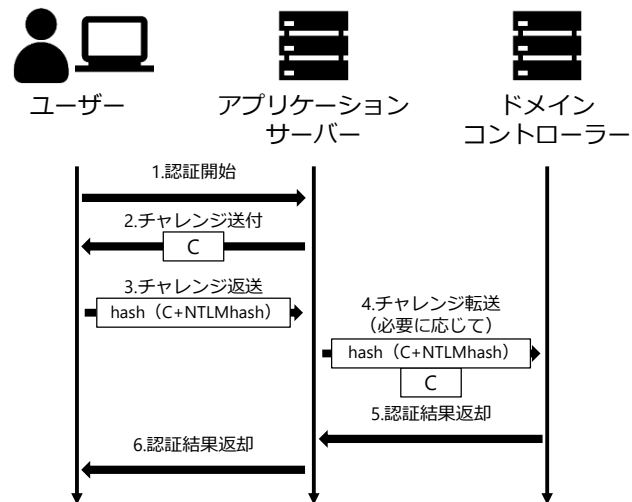 ユーザー
アプリケーション
サーバー
ドメイン
コントローラー
1.認証開始
2.チャレンジ送付
C
3.チャレンジ返送
hash（C+NTLMhash）
4.チャレンジ転送
（必要に応じて）
hash（C+NTLMhash）
C
5.認証結果返却
6.認証結果返却